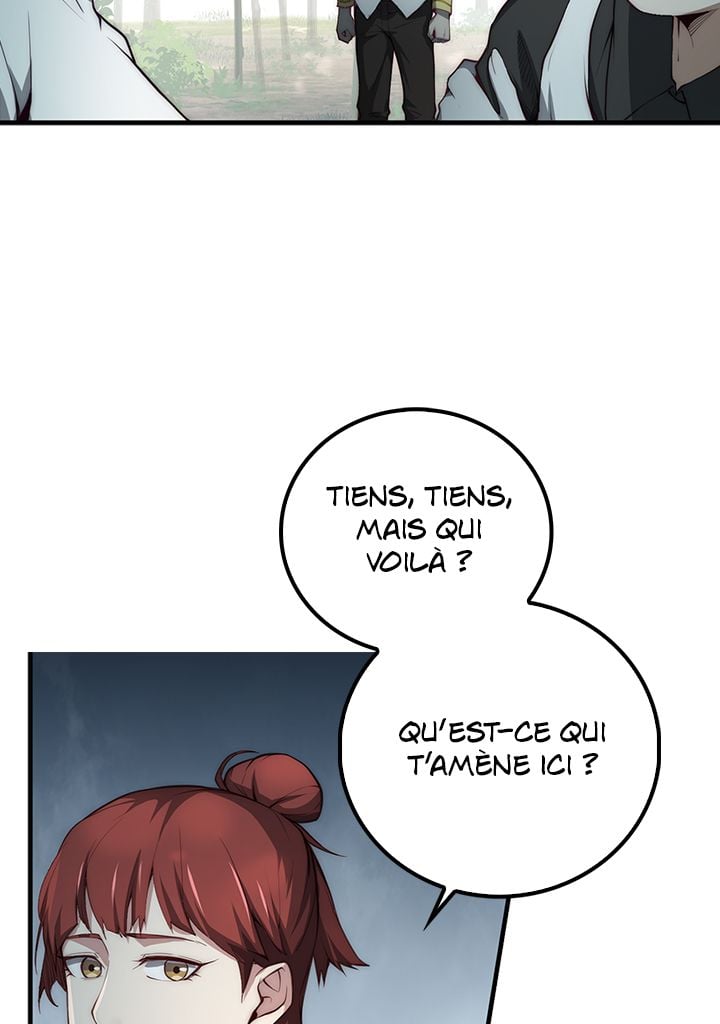 TIENS, TIENS,
MAIS QUI
VOILÀ ?
QU'EST-CE QUI
T'AMÈNE ICI ?